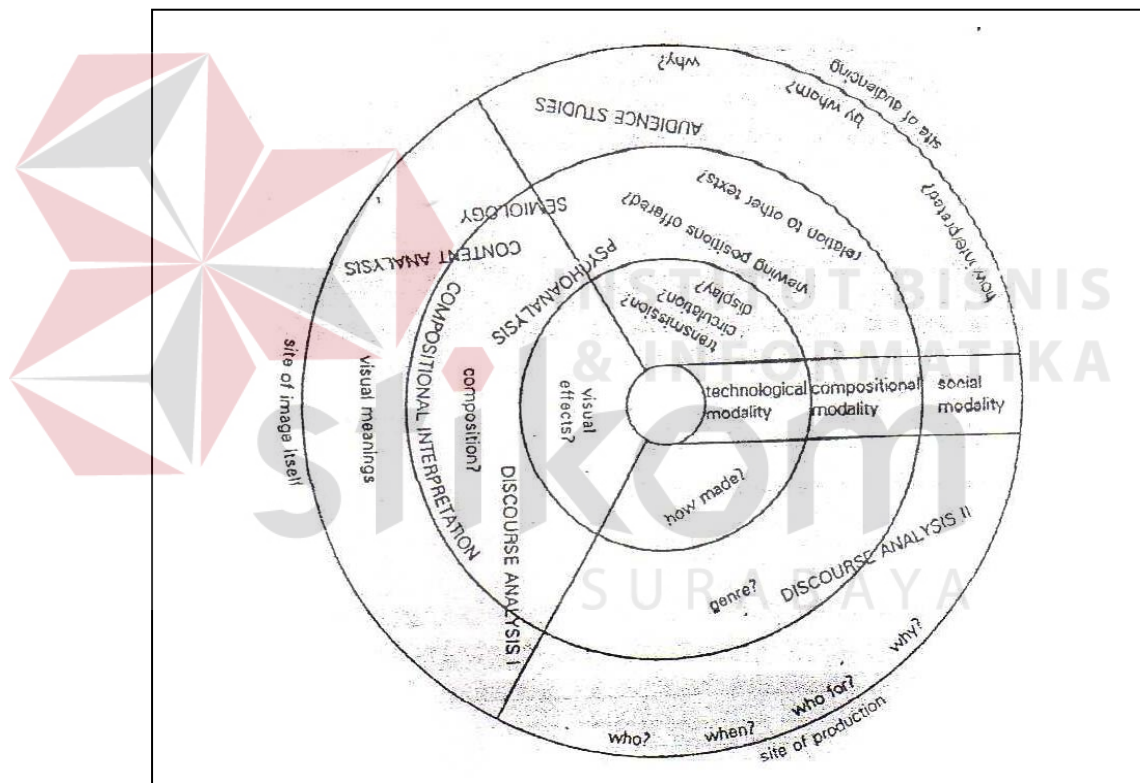 why?
by whom?
site of audiencing
how interpreted?
AUDIENCE STUDIES
relation to other texts?
viewing positions offered?
transmission?
circulation?
display?
SEMIOLOGY
CONTENT ANALYSIS
PSYCHOANALYSIS
COMPOSITIONAL INTERPRETATION
DISCOURSE ANALYSIS I
site of image itself
visual meanings
composition?
visual
effects?
technological
modality
compositional
modality
social
modality
how made?
genre?
DISCOURSE ANALYSIS II
who?
when?
who for?
why?
site of production
INSTITUT BISNIS
& INFORMATIKA
stikom
SURABAYA